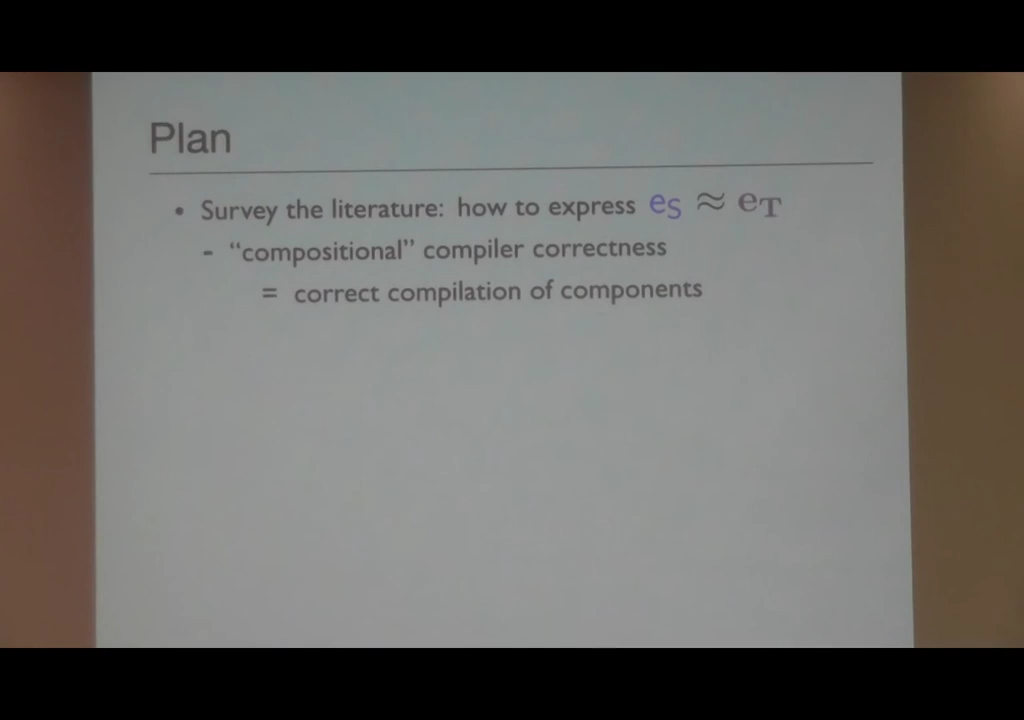 Plan
• Survey the literature: how to express eS ≈ eT
- “compositional” compiler correctness
= correct compilation of components